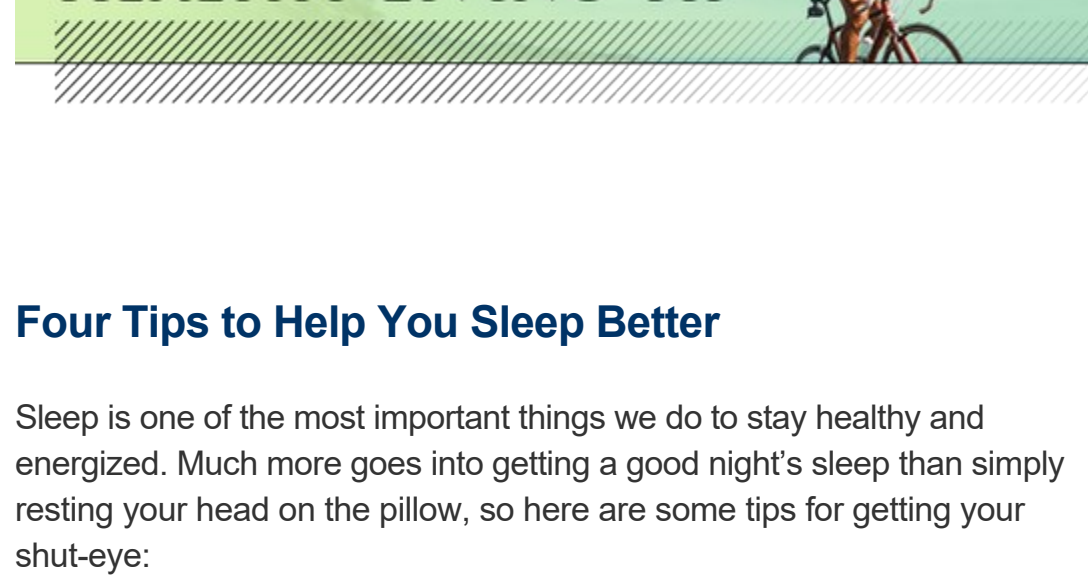 Four Tips to Help You Sleep Better
Sleep is one of the most important things we do to stay healthy and
energized. Much more goes into getting a good night’s sleep than simply
resting your head on the pillow, so here are some tips for getting your
shut-eye: